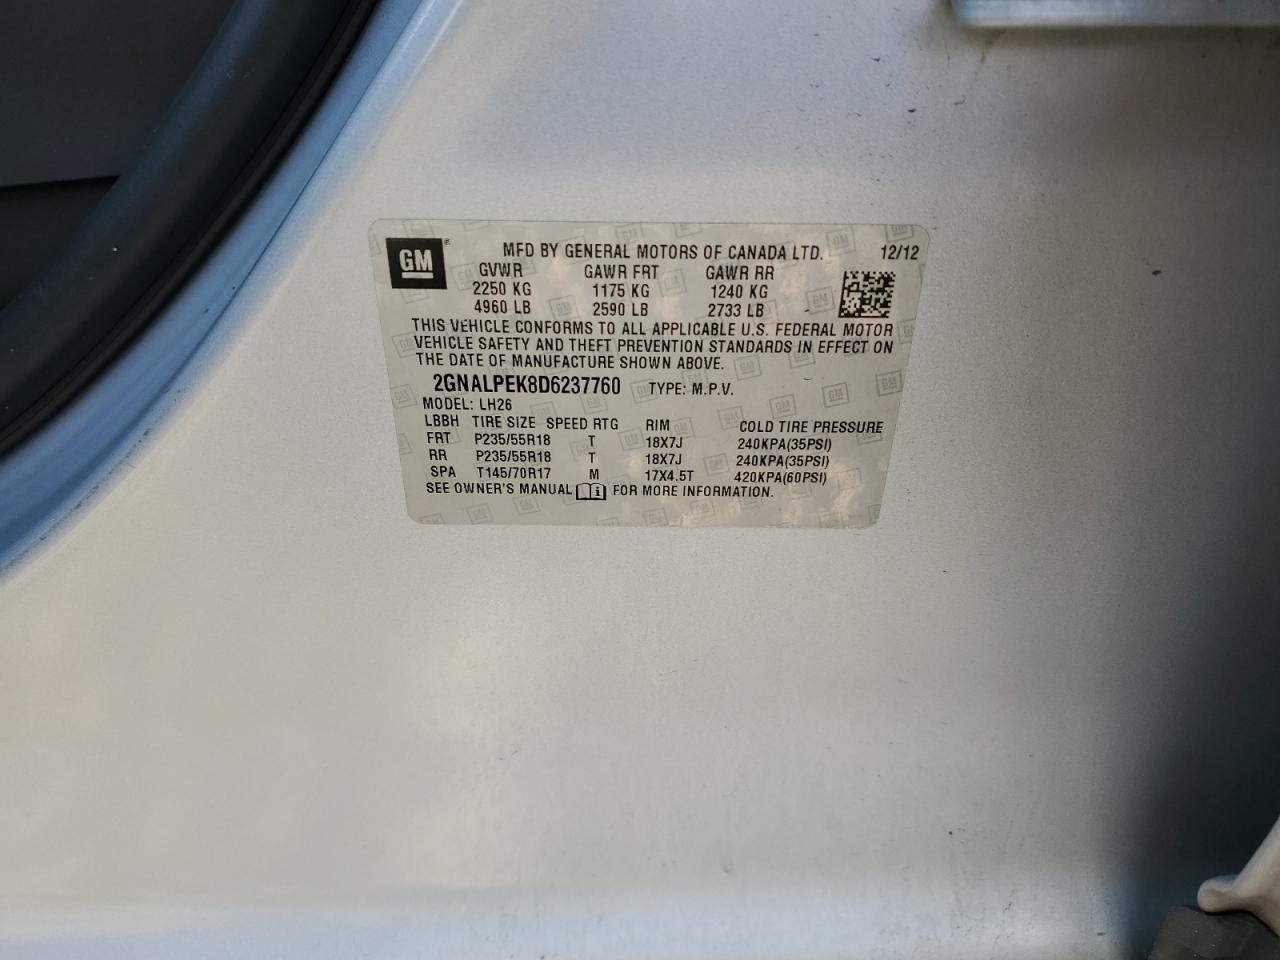 GM
MFD BY GENERAL MOTORS OF CANADA LTD. 12/12
GVWR GAWR FRT GAWR RR
2250 KG 1175 KG 1240 KG
4960 LB 2590 LB 2733 LB
THIS VEHICLE CONFORMS TO ALL APPLICABLE U.S. FEDERAL MOTOR
VEHICLE SAFETY AND THEFT PREVENTION STANDARDS IN EFFECT ON
THE DATE OF MANUFACTURE SHOWN ABOVE.
2GNALPEK8D6237760 TYPE: M.P.V.
MODEL: LH26
LBBH TIRE SIZE SPEED RTG RIM COLD TIRE PRESSURE
FRT P235/55R18 T 18X7J 240KPA(35PSI)
RR P235/55R18 T 18X7J 240KPA(35PSI)
SPA T145/70R17 M 17X4.5T 420KPA(60PSI)
SEE OWNER'S MANUAL FOR MORE INFORMATION.